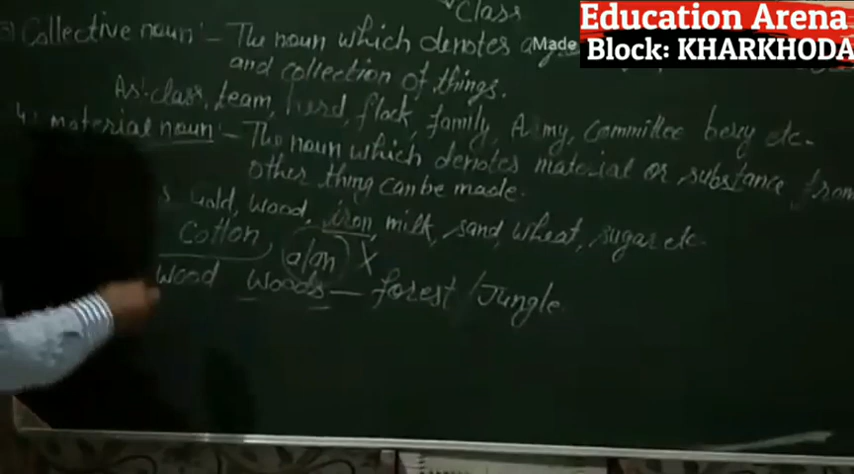 Class
Education Arena
Collective noun :- The noun which denotes a
Made
Block: KHARKHODA
and collection of things.
As: class, team, herd, flock, family, Army, Committee bevy etc.
4: material noun :- The noun which denotes material or substance, from
other thing can be made.
Gold, Wood, iron, milk, sand, wheat, sugar etc.
Cotton, a/an X
Wood Woods — forest / Jungle